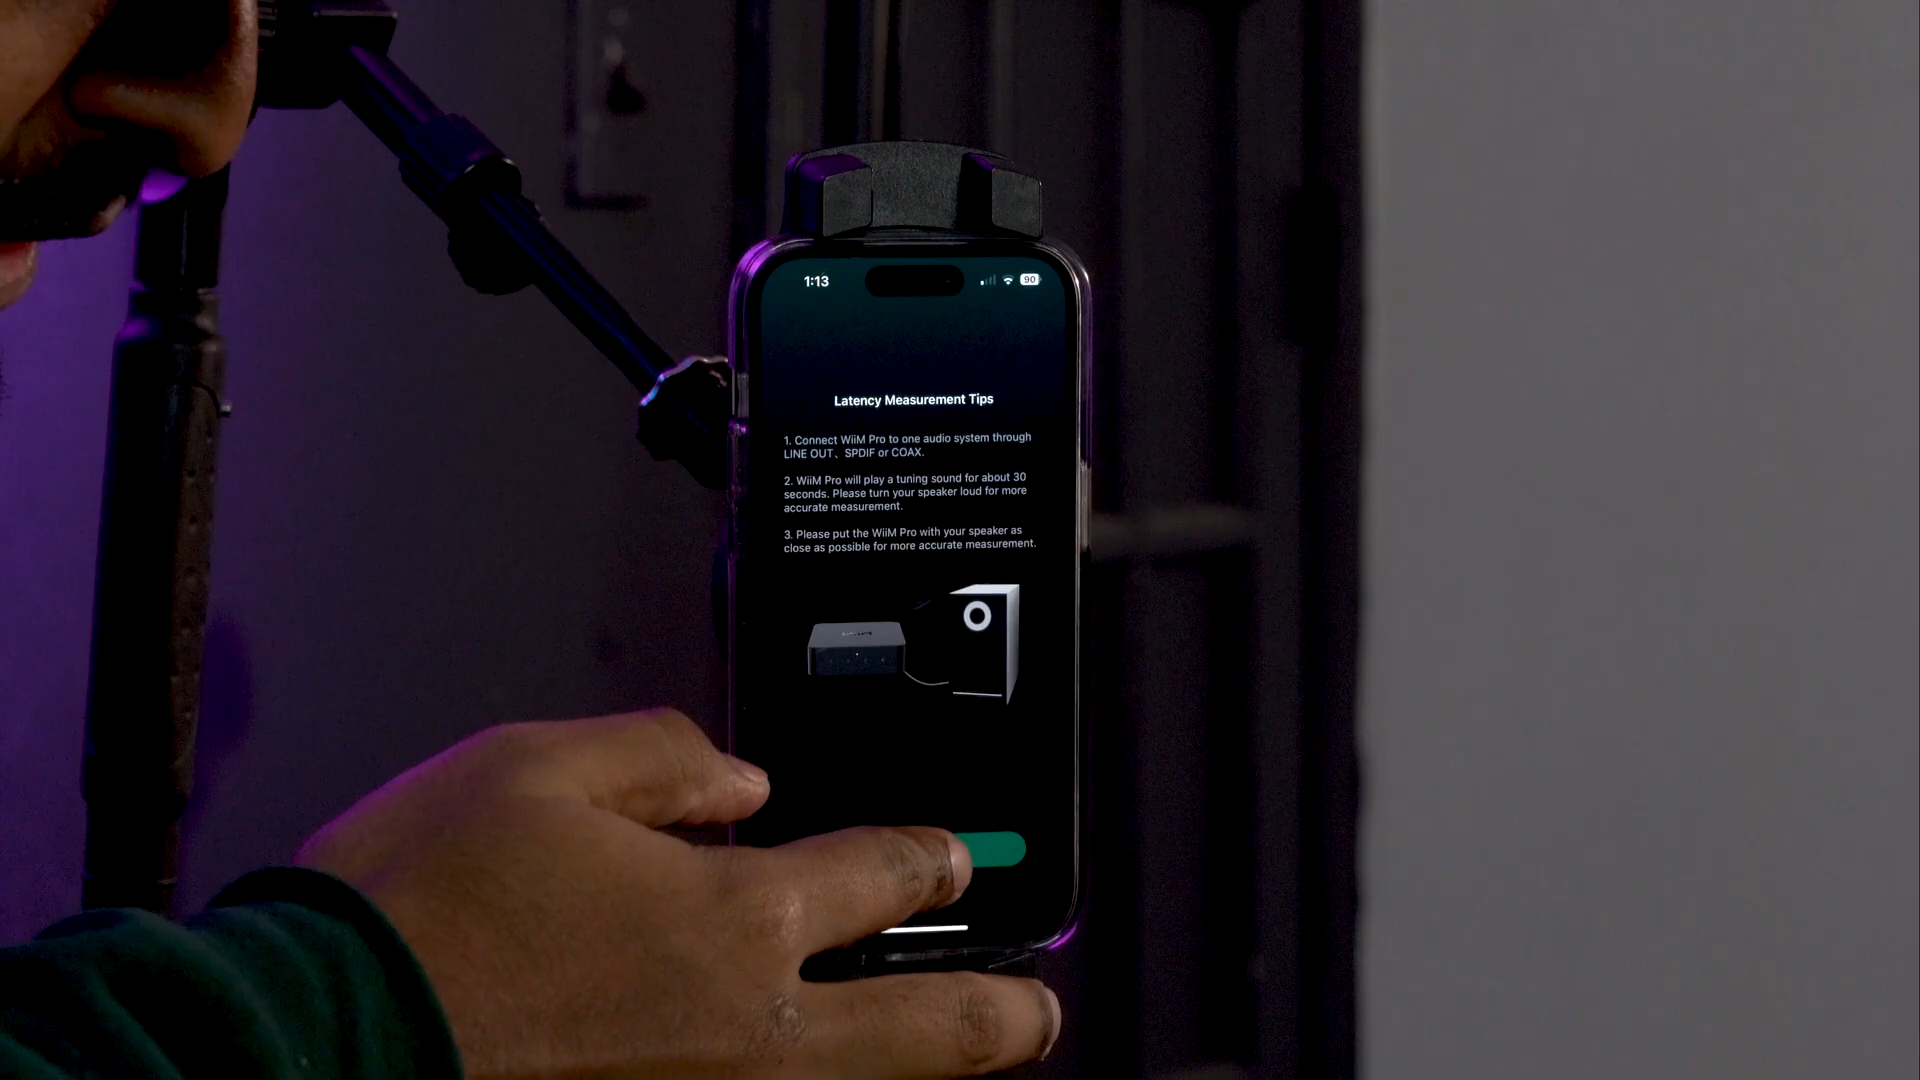 1:13
90
Latency Measurement Tips
1. Connect WiiM Pro to one audio system through
LINE OUT、SPDIF or COAX.
2. WiiM Pro will play a tuning sound for about 30
seconds. Please turn your speaker loud for more
accurate measurement.
3. Please put the WiiM Pro with your speaker as
close as possible for more accurate measurement.